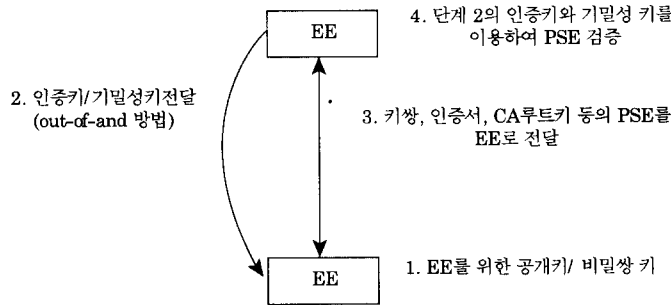 EE
4. 단계 2의 인증키와 기밀성 키를
이용하여 PSE 검증
2. 인증키/기밀성키전달
(out-of-and 방법)
3. 키쌍, 인증서, CA루트키 등의 PSE를
EE로 전달
EE
1. EE를 위한 공개키/ 비밀쌍 키